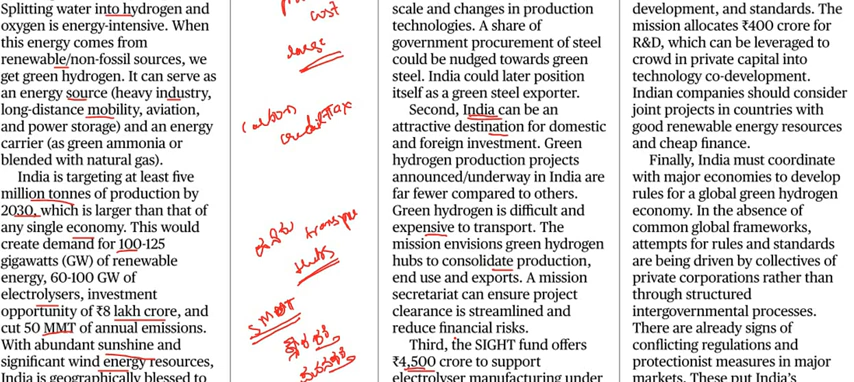 Splitting water into hydrogen and
oxygen is energy-intensive. When
this energy comes from
renewable/non-fossil sources, we
get green hydrogen. It can serve as
an energy source (heavy industry,
long-distance mobility, aviation,
and power storage) and an energy
carrier (as green ammonia or
blended with natural gas).
India is targeting at least five
million tonnes of production by
2030, which is larger than that of
any single economy. This would
create demand for 100-125
gigawatts (GW) of renewable
energy, 60-100 GW of
electrolysers, investment
opportunity of ₹8 lakh crore, and
cut 50 MMT of annual emissions.
With abundant sunshine and
significant wind energy resources,
India is geographically blessed to
cost
large
carbon
credit Tax
transport
Hubs
scale and changes in production
technologies. A share of
government procurement of steel
could be nudged towards green
steel. India could later position
itself as a green steel exporter.
Second, India can be an
attractive destination for domestic
and foreign investment. Green
hydrogen production projects
announced/underway in India are
far fewer compared to others.
Green hydrogen is difficult and
expensive to transport. The
mission envisions green hydrogen
hubs to consolidate production,
end use and exports. A mission
secretariat can ensure project
clearance is streamlined and
reduce financial risks.
Third, the SIGHT fund offers
₹4,500 crore to support
electrolyser manufacturing under
development, and standards. The
mission allocates ₹400 crore for
R&D, which can be leveraged to
crowd in private capital into
technology co-development.
Indian companies should consider
joint projects in countries with
good renewable energy resources
and cheap finance.
Finally, India must coordinate
with major economies to develop
rules for a global green hydrogen
economy. In the absence of
common global frameworks,
attempts for rules and standards
are being driven by collectives of
private corporations rather than
through structured
intergovernmental processes.
There are already signs of
conflicting regulations and
protectionist measures in major
markets. These put India's